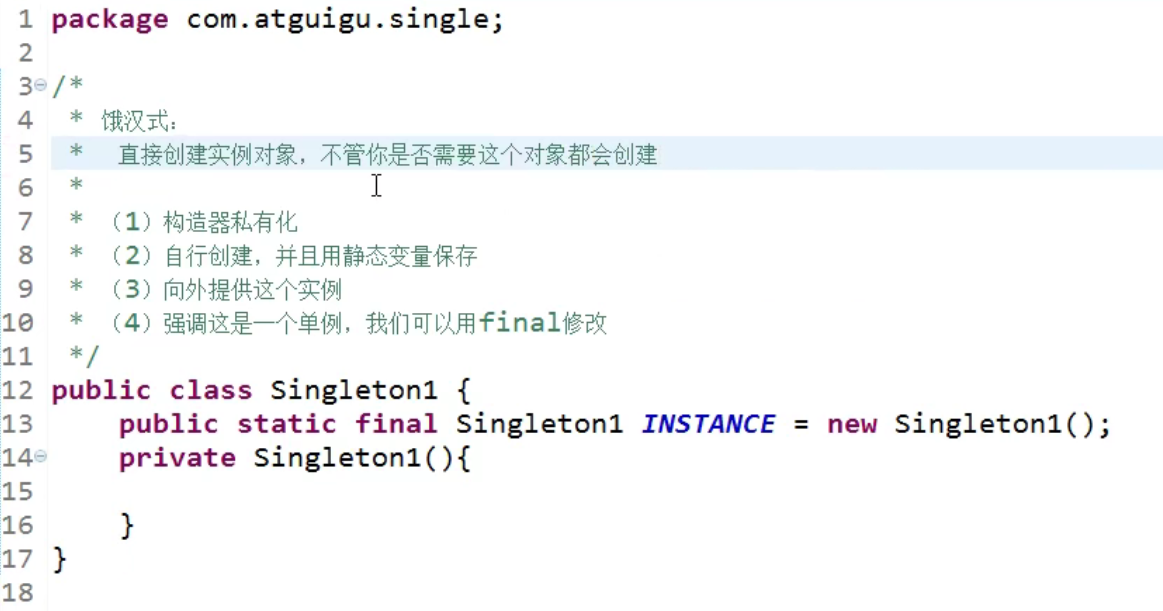 1 package com.atguigu.single;
2
3 /*
4  * 饿汉式：
5  *  直接创建实例对象，不管你是否需要这个对象都会创建
6  *
7  * （1）构造器私有化
8  * （2）自行创建，并且用静态变量保存
9  * （3）向外提供这个实例
10  * （4）强调这是一个单例，我们可以用final修改
11  */
12 public class Singleton1 {
13     public static final Singleton1 INSTANCE = new Singleton1();
14     private Singleton1(){
15
16     }
17 }
18